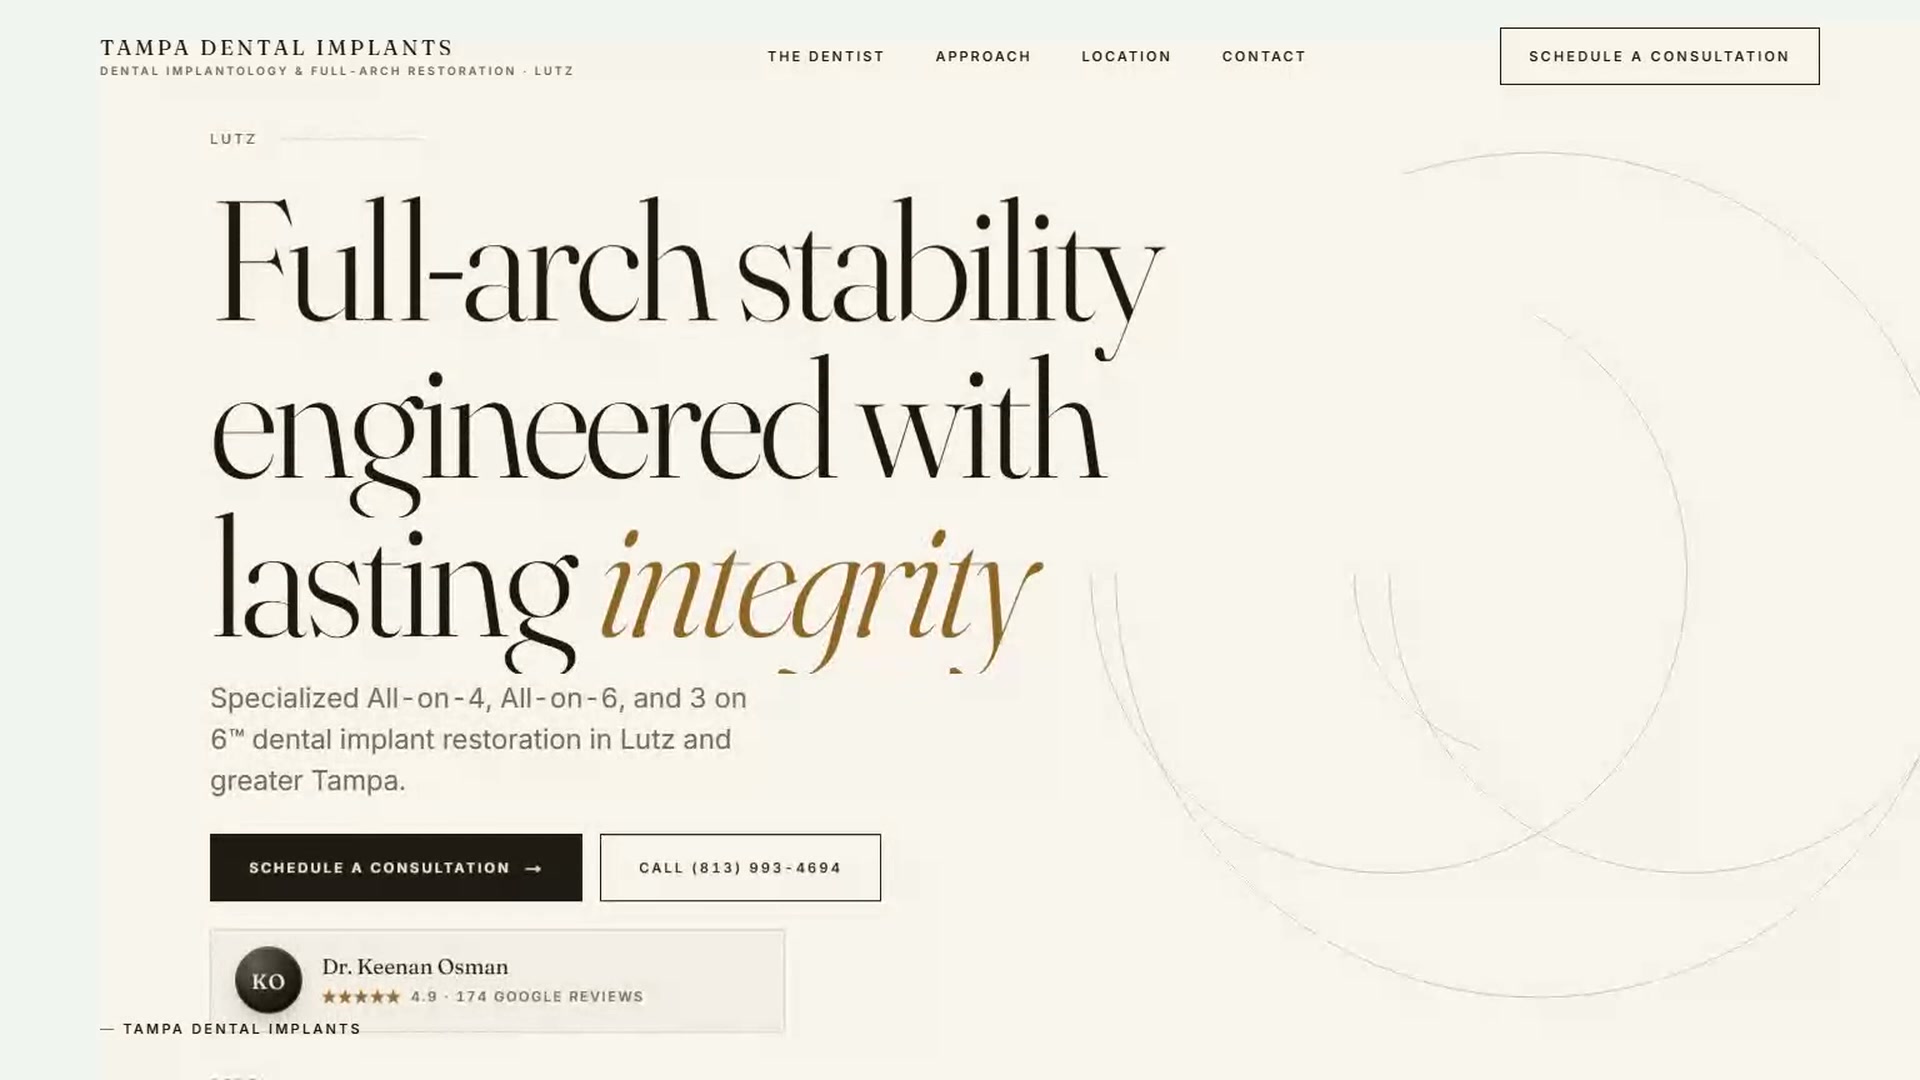 TAMPA DENTAL IMPLANTS
DENTAL IMPLANTOLOGY & FULL-ARCH RESTORATION · LUTZ
THE DENTIST
APPROACH
LOCATION
CONTACT
SCHEDULE A CONSULTATION
LUTZ
Full-arch stability
engineered with
lasting integrity
Specialized All-on-4, All-on-6, and 3 on
6™ dental implant restoration in Lutz and
greater Tampa.
SCHEDULE A CONSULTATION →
CALL (813) 993-4694
KO
Dr. Keenan Osman
★★★★★ 4.9 · 174 GOOGLE REVIEWS
— TAMPA DENTAL IMPLANTS